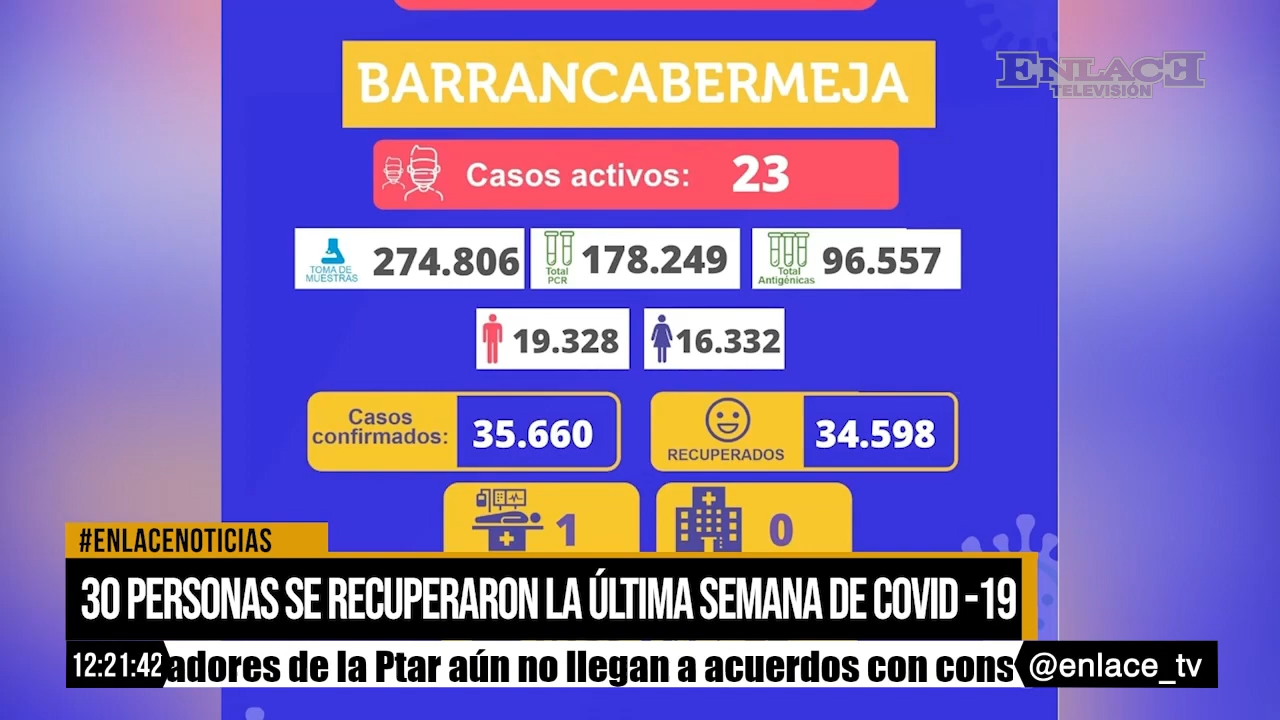 BARRANCABERMEJA
ENLACE
TELEVISIÓN
Casos activos: 23
TOMA DE
MUESTRAS
274.806
Total
PCR
178.249
Total
Antigénicas
96.557
19.328
16.332
Casos
confirmados:
35.660
RECUPERADOS
34.598
1
0
#ENLACENOTICIAS
30 PERSONAS SE RECUPERARON LA ÚLTIMA SEMANA DE COVID -19
12:21:42
adores de la Ptar aún no llegan a acuerdos con cons
@enlace_tv